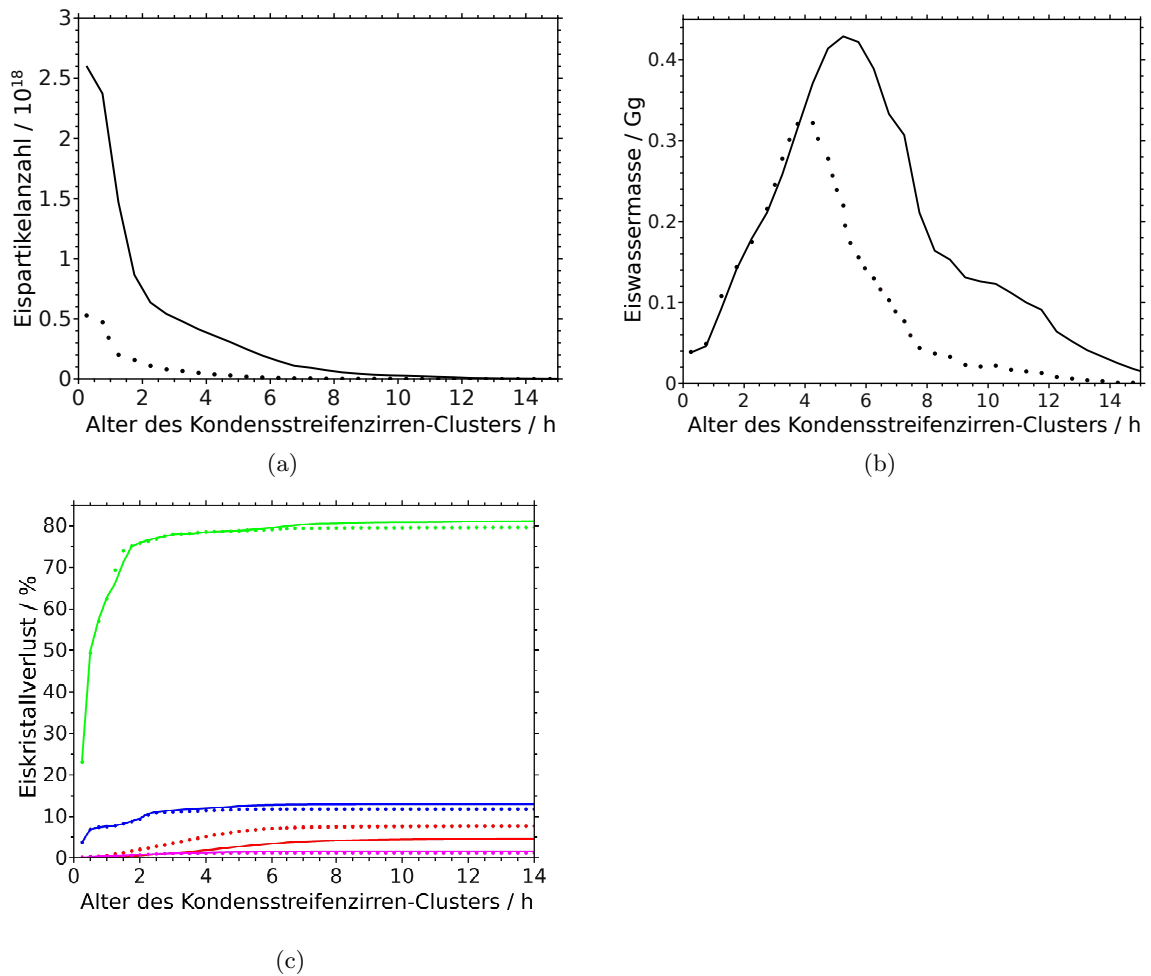 3
2.5
2
1.5
1
0.5
0
Eispartikelanzahl / 10¹⁸
0 2 4 6 8 10 12 14
Alter des Kondensstreifenzirren-Clusters / h
(a)
0.4
0.3
0.2
0.1
0
Eiswassermasse / Gg
0 2 4 6 8 10 12 14
Alter des Kondensstreifenzirren-Clusters / h
(b)
80
70
60
50
40
30
20
10
0
Eiskristallverlust / %
0 2 4 6 8 10 12 14
Alter des Kondensstreifenzirren-Clusters / h
(c)